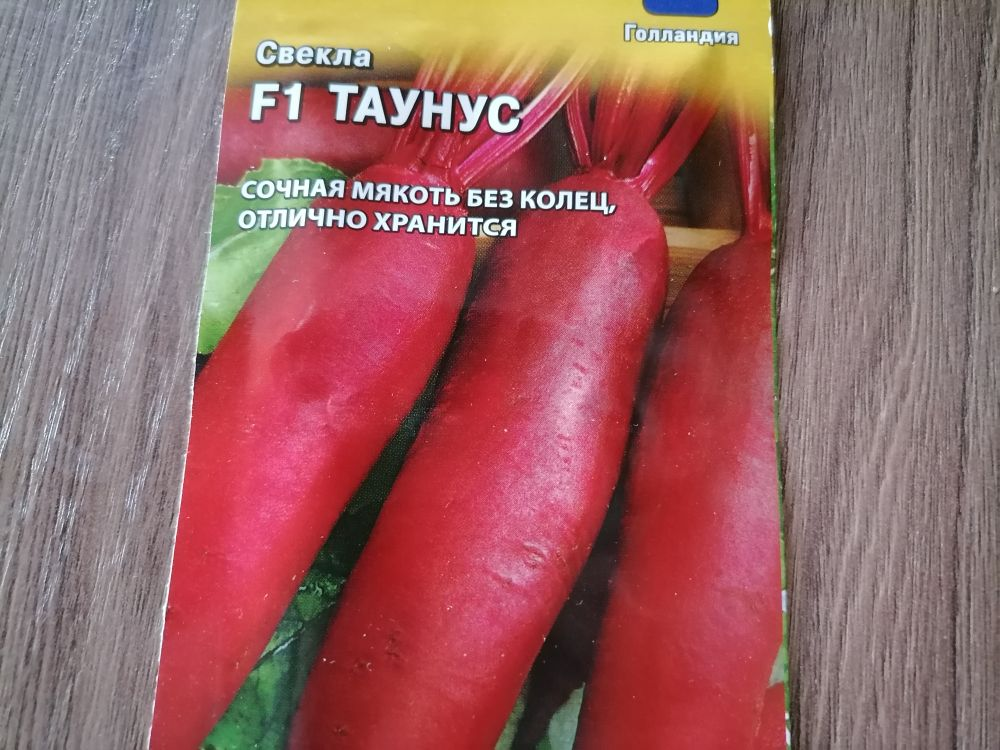 Голландия
Свекла
F1 ТАУНУС
СОЧНАЯ МЯКОТЬ БЕЗ КОЛЕЦ,
ОТЛИЧНО ХРАНИТСЯ